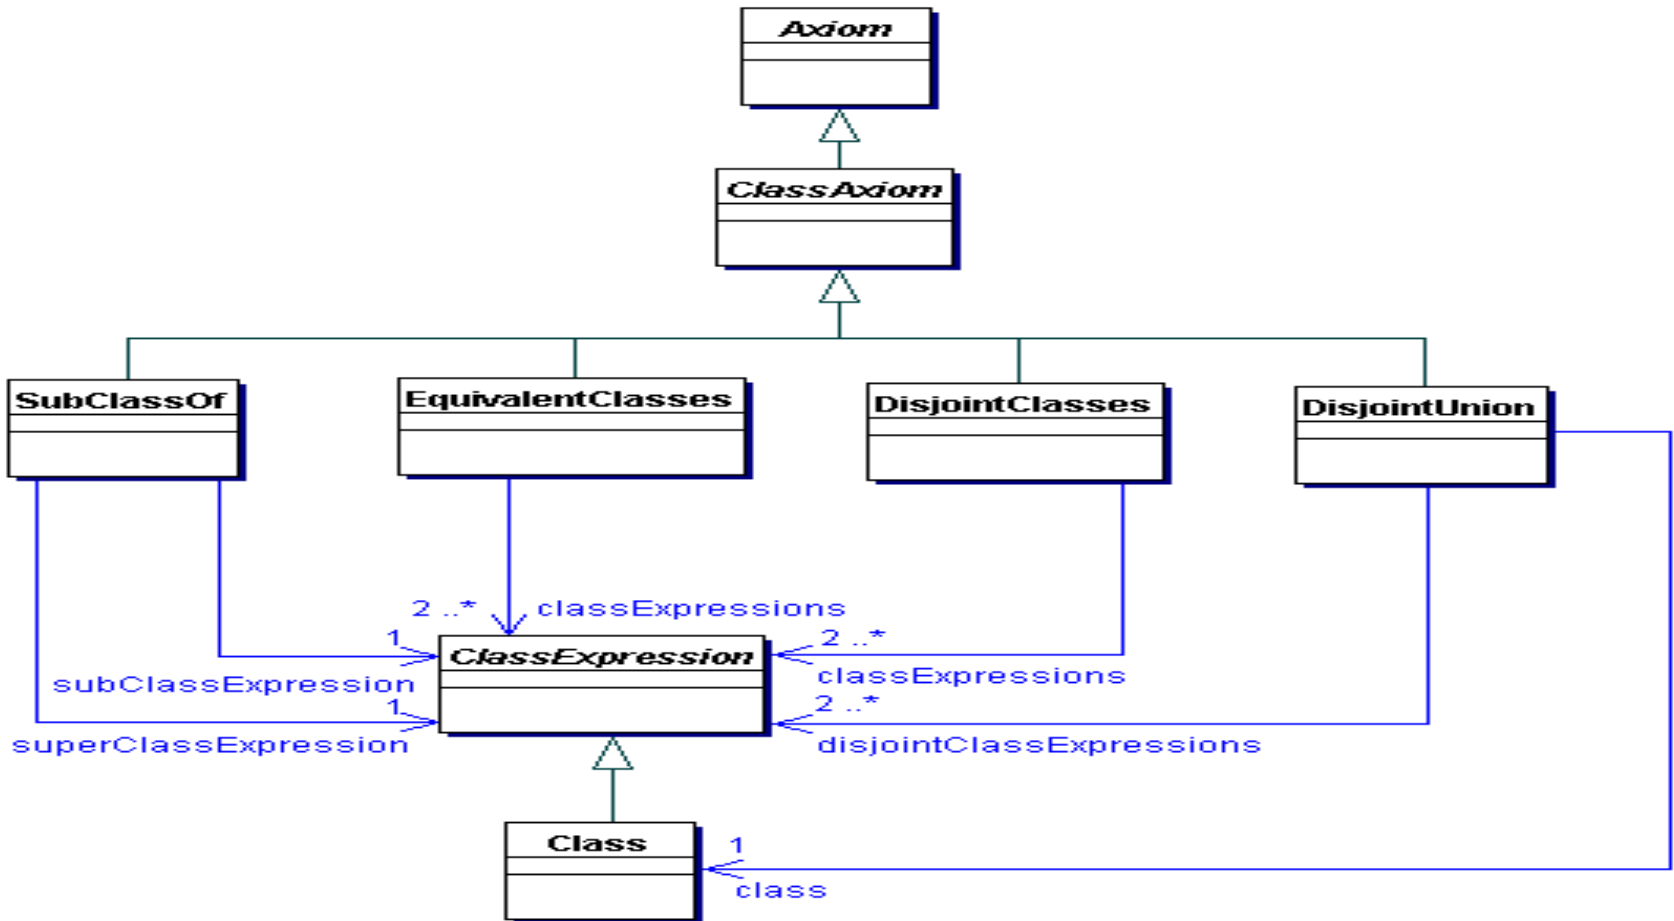 Axiom
ClassAxiom
SubClassOf
EquivalentClasses
DisjointClasses
DisjointUnion
2 ..* classExpressions
1
2 ..*
ClassExpression
subClassExpression
classExpressions
1
2 ..*
superClassExpression
disjointClassExpressions
Class
1
class